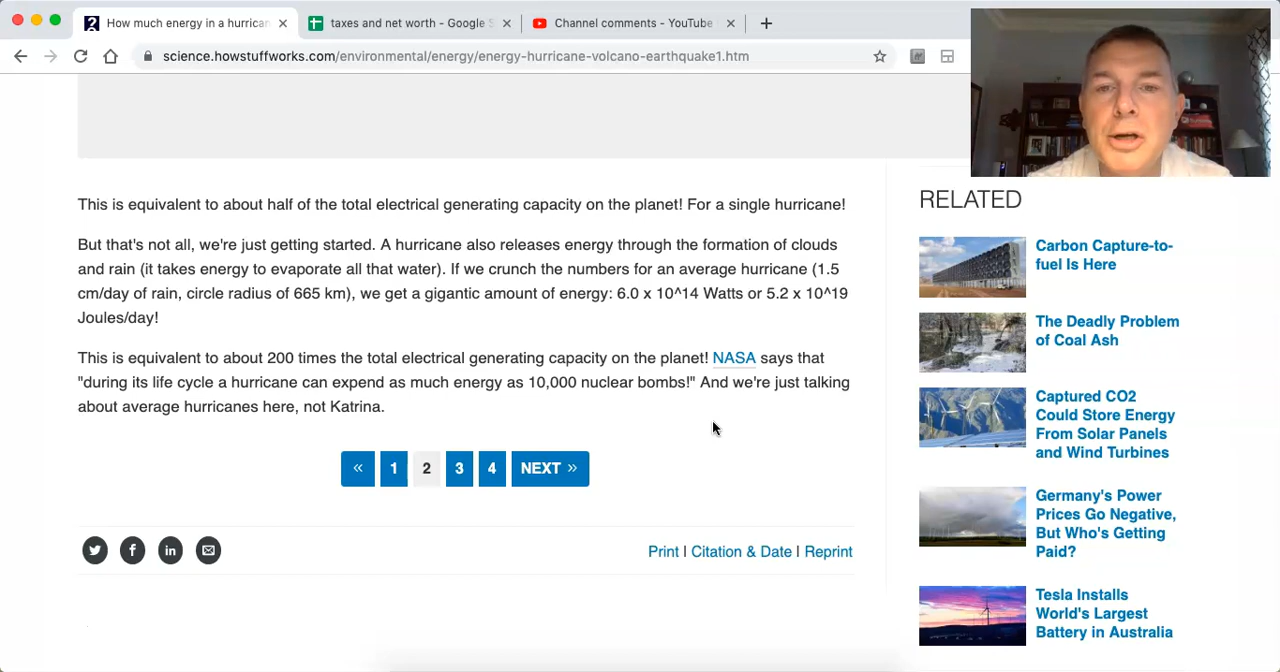 How much energy in a hurrican
taxes and net worth - Google S
Channel comments - YouTube
science.howstuffworks.com/environmental/energy/energy-hurricane-volcano-earthquake1.htm
This is equivalent to about half of the total electrical generating capacity on the planet! For a single hurricane!
But that's not all, we're just getting started. A hurricane also releases energy through the formation of clouds
and rain (it takes energy to evaporate all that water). If we crunch the numbers for an average hurricane (1.5
cm/day of rain, circle radius of 665 km), we get a gigantic amount of energy: 6.0 x 10^14 Watts or 5.2 x 10^19
Joules/day!
This is equivalent to about 200 times the total electrical generating capacity on the planet! NASA says that
"during its life cycle a hurricane can expend as much energy as 10,000 nuclear bombs!" And we're just talking
about average hurricanes here, not Katrina.
« 1 2 3 4 NEXT »
Print | Citation & Date | Reprint
RELATED
Carbon Capture-to-
fuel Is Here
The Deadly Problem
of Coal Ash
Captured CO2
Could Store Energy
From Solar Panels
and Wind Turbines
Germany's Power
Prices Go Negative,
But Who's Getting
Paid?
Tesla Installs
World's Largest
Battery in Australia